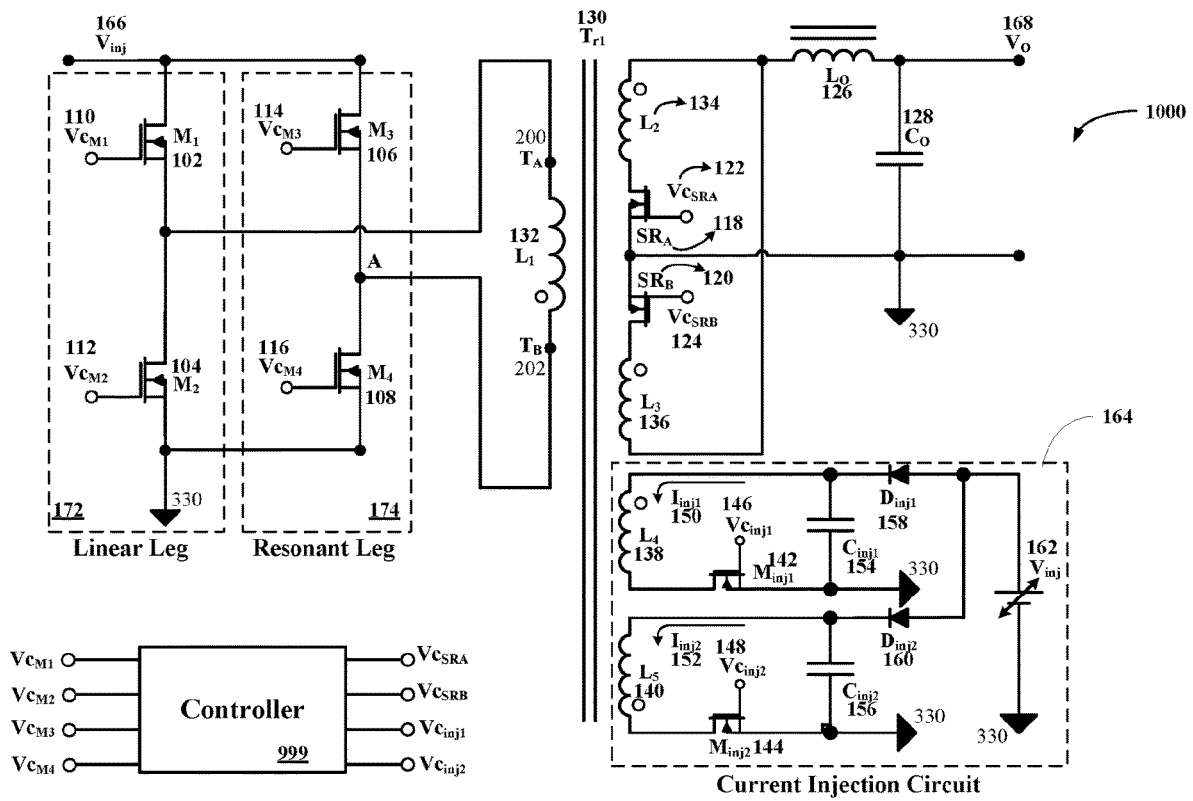 166
Vinj
110
VcM1
M1
102
114
VcM3
M3
106
A
112
VcM2
104
M2
116
VcM4
M4
108
330
172
174
Linear Leg
Resonant Leg
200
TA
132
L1
TB
202
130
Tr1
134
L2
VcSRA
122
SRA
118
SRB
120
VcSRB
124
L3
136
LO
126
168
VO
128
CO
330
1000
164
Iinj1
150
146
Vcinj1
L4
138
142
Minj1
Cinj1
154
Dinj1
158
330
162
Vinj
Iinj2
152
148
Vcinj2
L5
140
Minj2 144
Cinj2
156
Dinj2
160
330
330
Current Injection Circuit
VcM1
VcM2
VcM3
VcM4
Controller
999
VcSRA
VcSRB
Vcinj1
Vcinj2